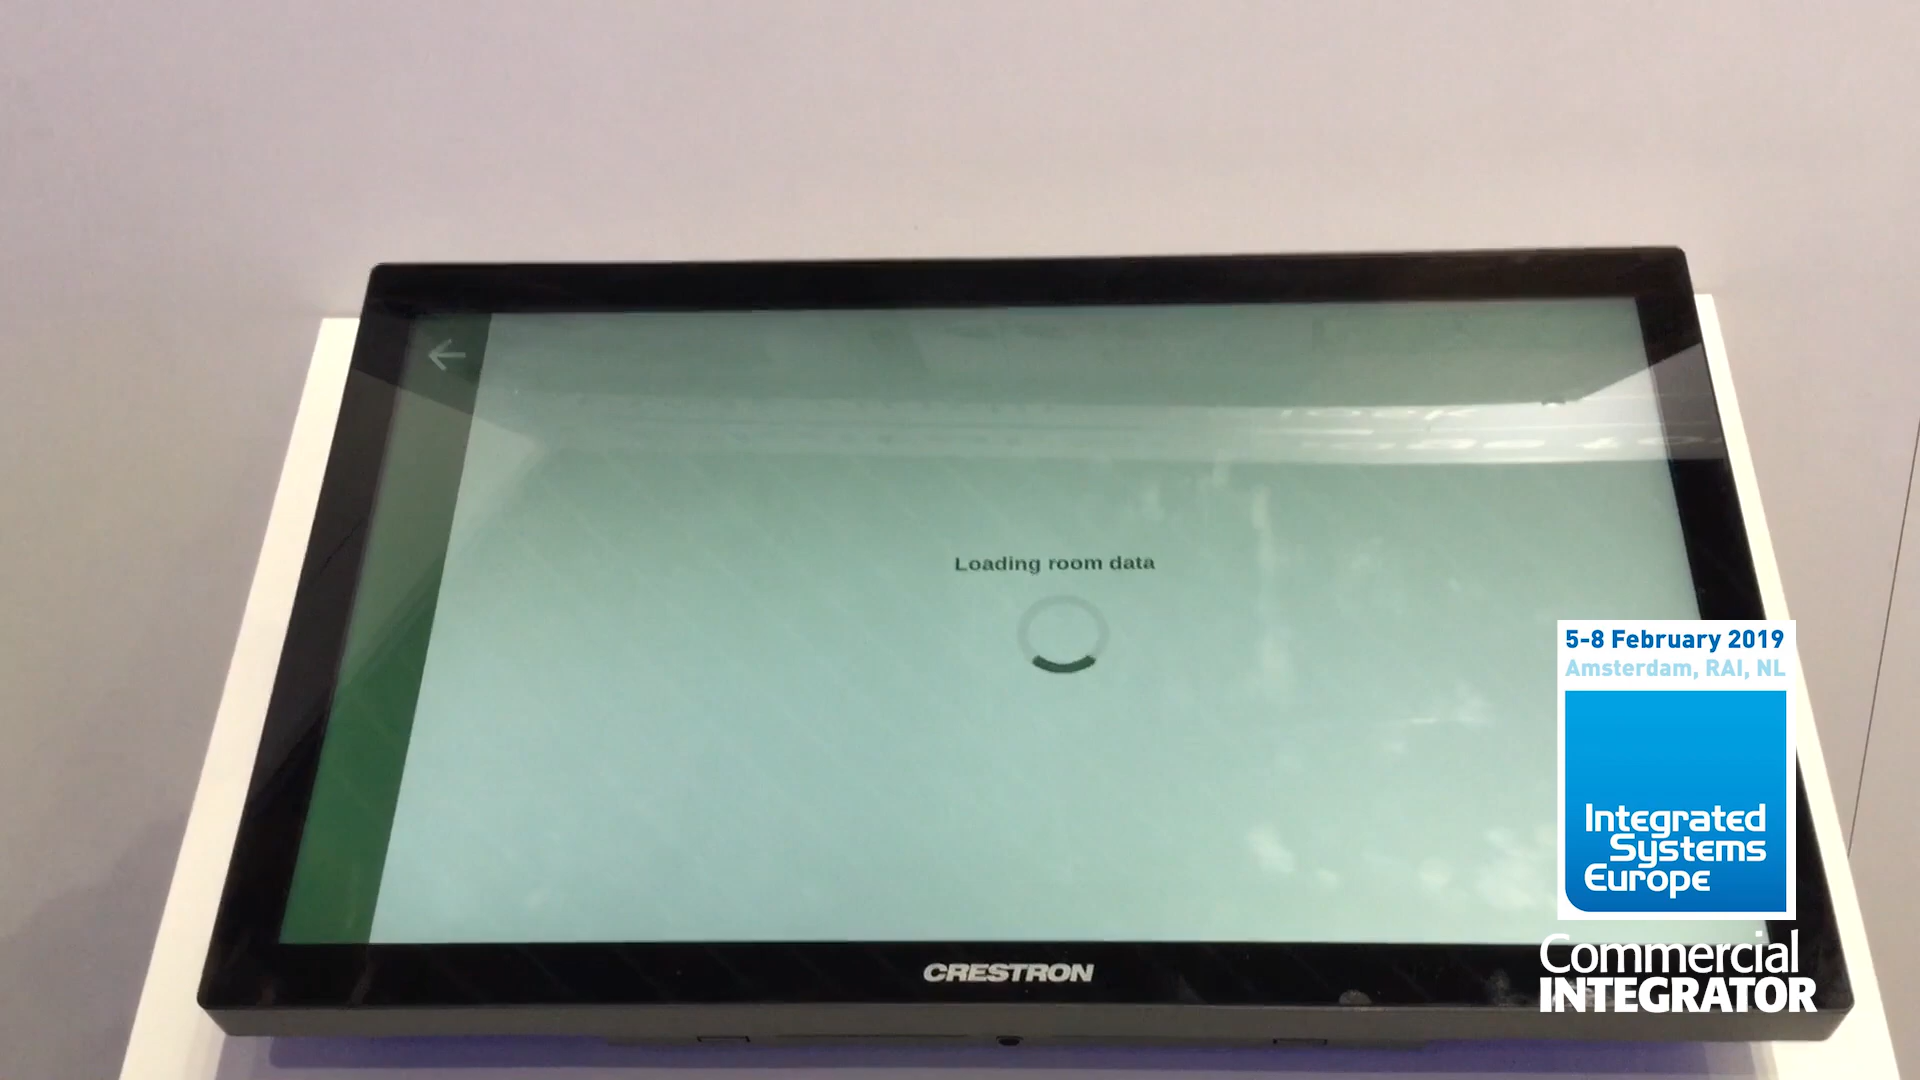 Loading room data
CRESTRON
5-8 February 2019
Amsterdam, RAI, NL
Integrated
Systems
Europe
Commercial
INTEGRATOR